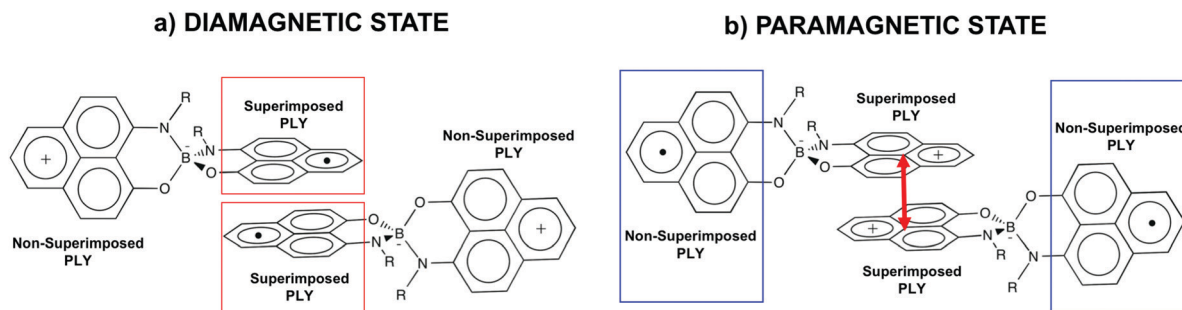 a) DIAMAGNETIC STATE
R
Superimposed
PLY
N
R
N
B
-
O
O
+
•
Non-Superimposed
PLY
Non-Superimposed
PLY
•
O
O
B
-
N
R
N
R
+
Superimposed
PLY
b) PARAMAGNETIC STATE
R
Superimposed
PLY
N
R
N
B
-
O
O
•
+
Non-Superimposed
PLY
Non-Superimposed
PLY
+
O
O
B
-
N
R
N
R
•
Superimposed
PLY